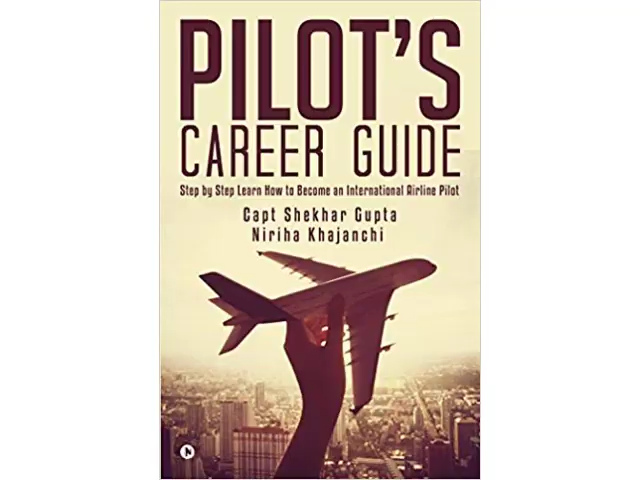 PILOT'S
CAREER GUIDE
Step by Step Learn How to Become an International Airline Pilot
Capt Shekhar Gupta
Niriha Khajanchi
N